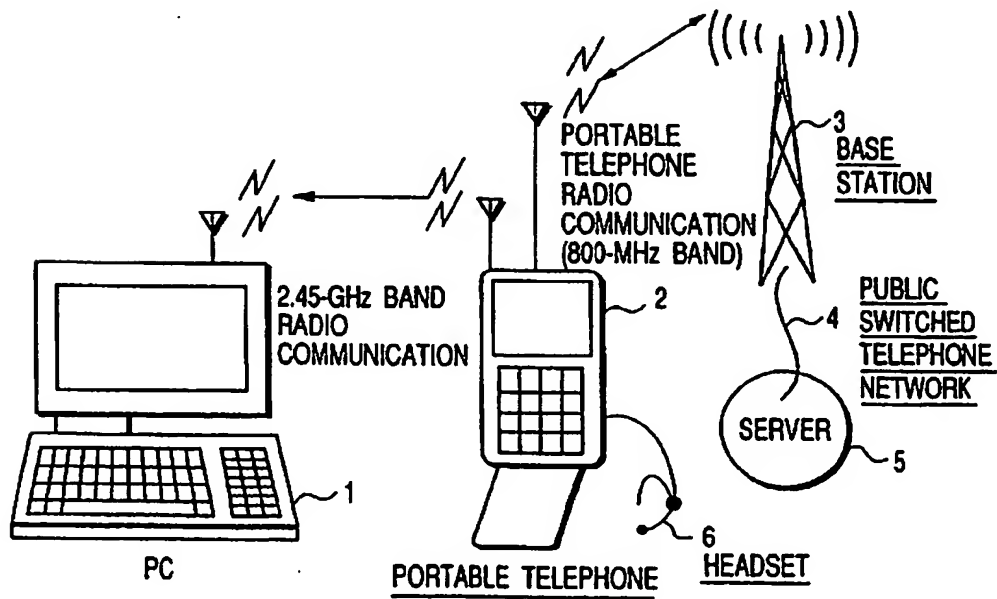 PORTABLE
TELEPHONE
RADIO
COMMUNICATION
(800-MHz BAND)
3
BASE
STATION
2.45-GHz BAND
RADIO
COMMUNICATION
2
4
PUBLIC
SWITCHED
TELEPHONE
NETWORK
SERVER
5
1
6
PC
PORTABLE TELEPHONE
HEADSET